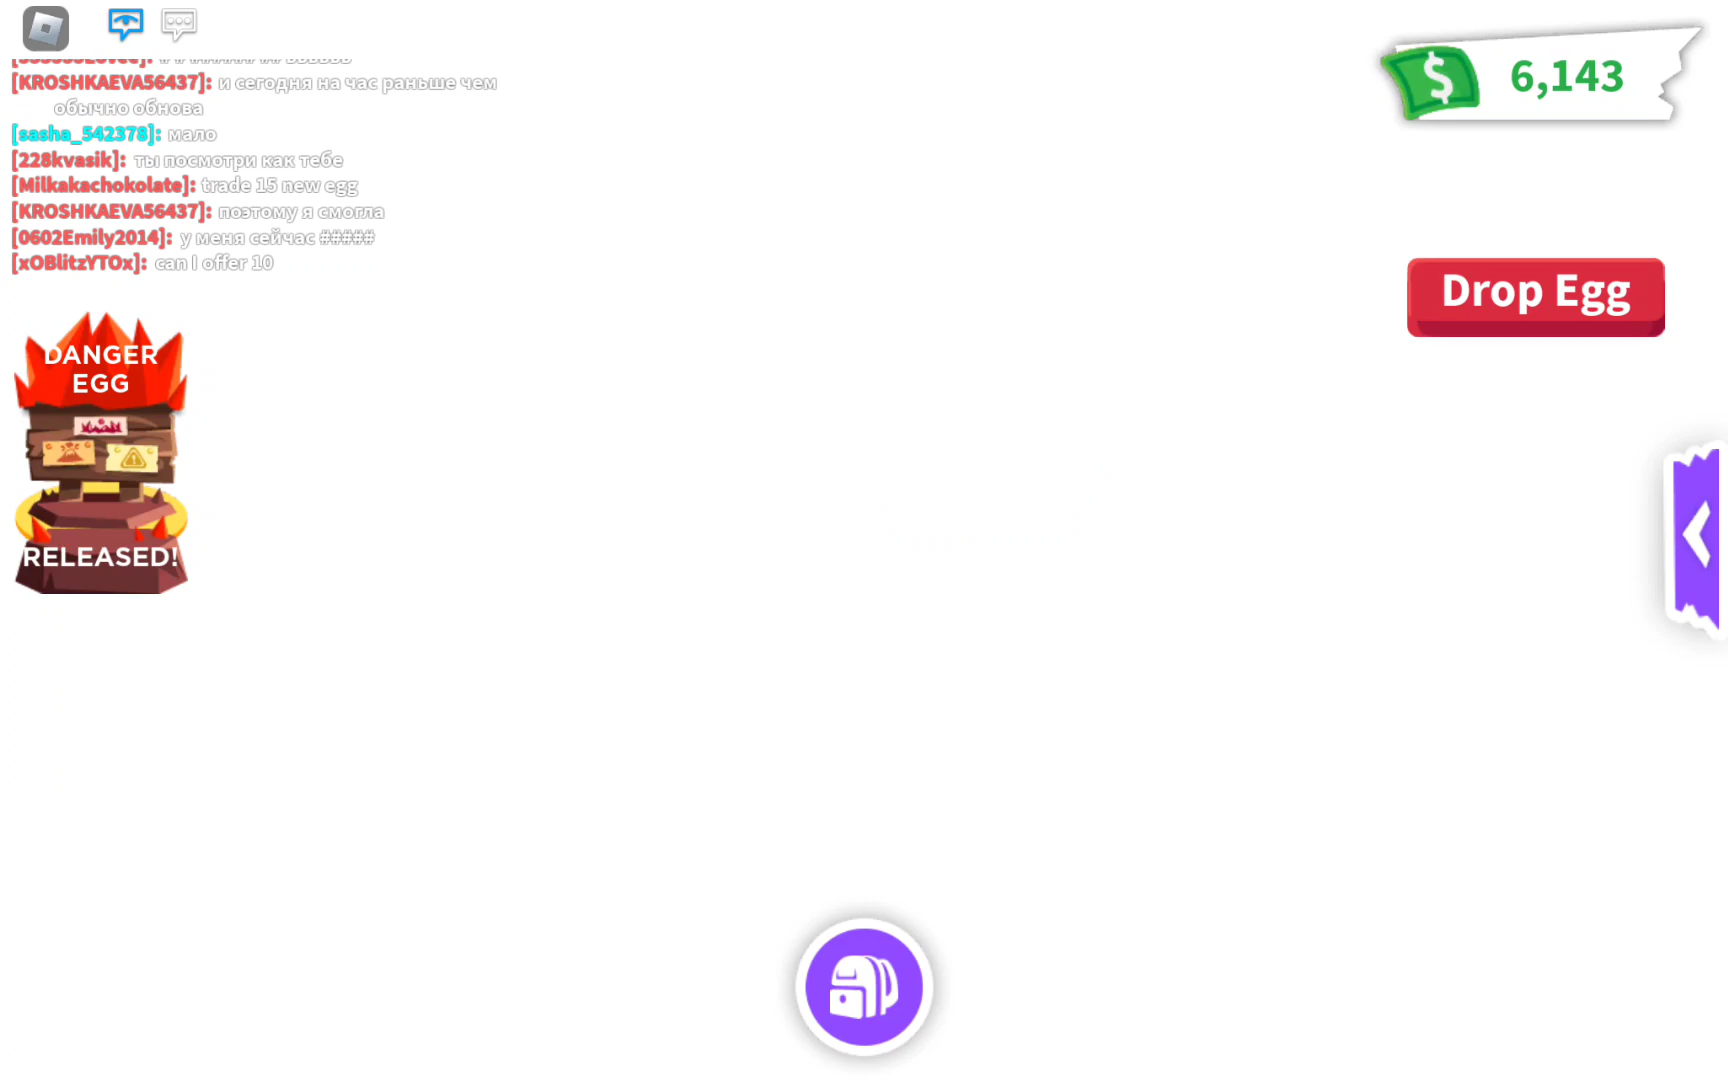 [KROSHKAEVA56437]: и сегодня на час раньше чем
обычно обнова
[sasha_542378]: мало
[228kvasik]: ты посмотри как тебе
[Milkakachokolate]: trade 15 new egg
[KROSHKAEVA56437]: поэтому я смогла
[0602Emily2014]: у меня сейчас #####
[xOBlitzYTOx]: can I offer 10
6,143
Drop Egg
DANGER
EGG
RELEASED!